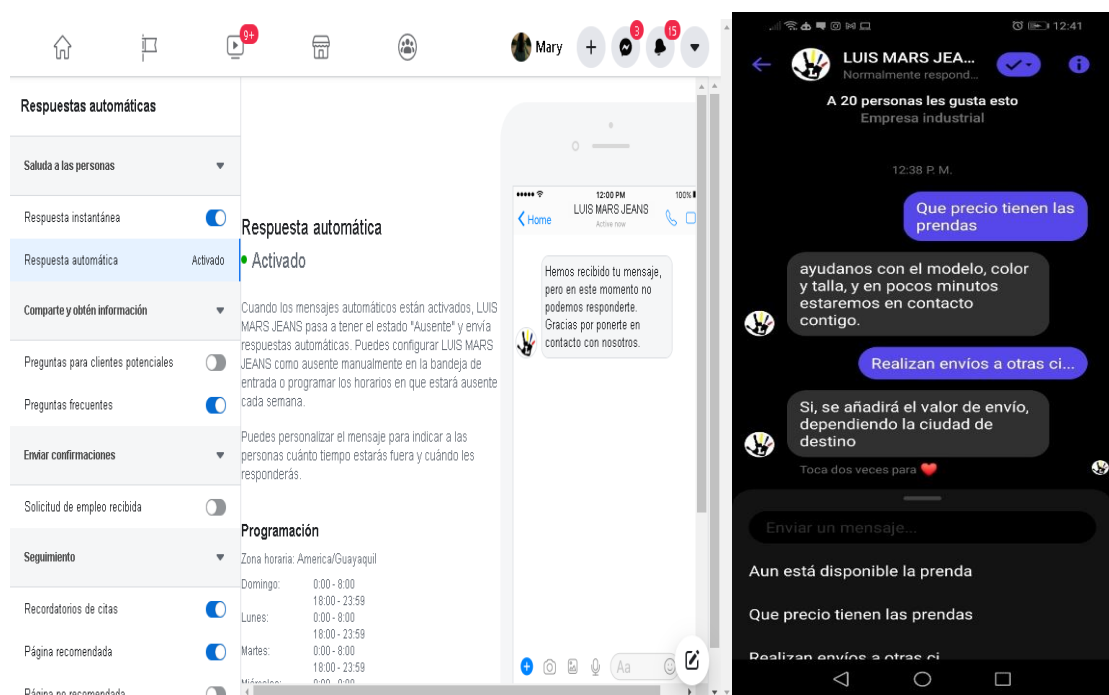 9+
Mary
3
15
Respuestas automáticas
Saluda a las personas
Respuesta instantánea
Respuesta automática Activado
Comparte y obtén información
Preguntas para clientes potenciales
Preguntas frecuentes
Enviar confirmaciones
Solicitud de empleo recibida
Seguimiento
Recordatorios de citas
Página recomendada
Página no recomendada
Respuesta automática
Activado
Cuando los mensajes automáticos están activados, LUIS
MARS JEANS pasa a tener el estado "Ausente" y envía
respuestas automáticas. Puedes configurar LUIS MARS
JEANS como ausente manualmente en la bandeja de
entrada o programar los horarios en que estará ausente
cada semana.
Puedes personalizar el mensaje para indicar a las
personas cuánto tiempo estarás fuera y cuándo les
responderás.
Programación
Zona horaria: America/Guayaquil
Domingo: 0:00 - 8:00
18:00 - 23:59
Lunes: 0:00 - 8:00
18:00 - 23:59
Martes: 0:00 - 8:00
18:00 - 23:59
12:00 PM 100%
Home LUIS MARS JEANS
Active now
Hemos recibido tu mensaje,
pero en este momento no
podemos responderte.
Gracias por ponerte en
contacto con nosotros.
Aa
12:41
LUIS MARS JEA...
Normalmente respond...
A 20 personas les gusta esto
Empresa industrial
12:38 P. M.
Que precio tienen las
prendas
ayudanos con el modelo, color
y talla, y en pocos minutos
estaremos en contacto
contigo.
Realizan envíos a otras ci...
Si, se añadirá el valor de envío,
dependiendo la ciudad de
destino
Toca dos veces para
Enviar un mensaje...
Aun está disponible la prenda
Que precio tienen las prendas
Realizan envíos a otras ci